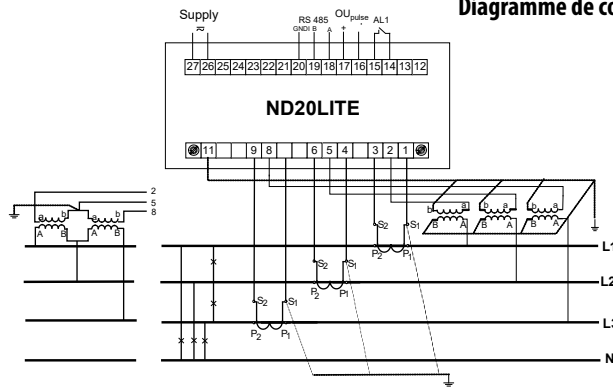 Diagramme de co
Supply
RS 485
OUpulse
AL1
GNDI B A + -
27 26 25 24 23 22 21 20 19 18 17 16 15 14 13 12
ND20LITE
11 9 8 6 5 4 3 2 1
2
5
8
a b a b
A B A B
b a b a b a
B A B A B A
S2 S1
P2 P1
L1
S2 S1
P2 P1
L2
S2 S1
P2 P1
L3
N